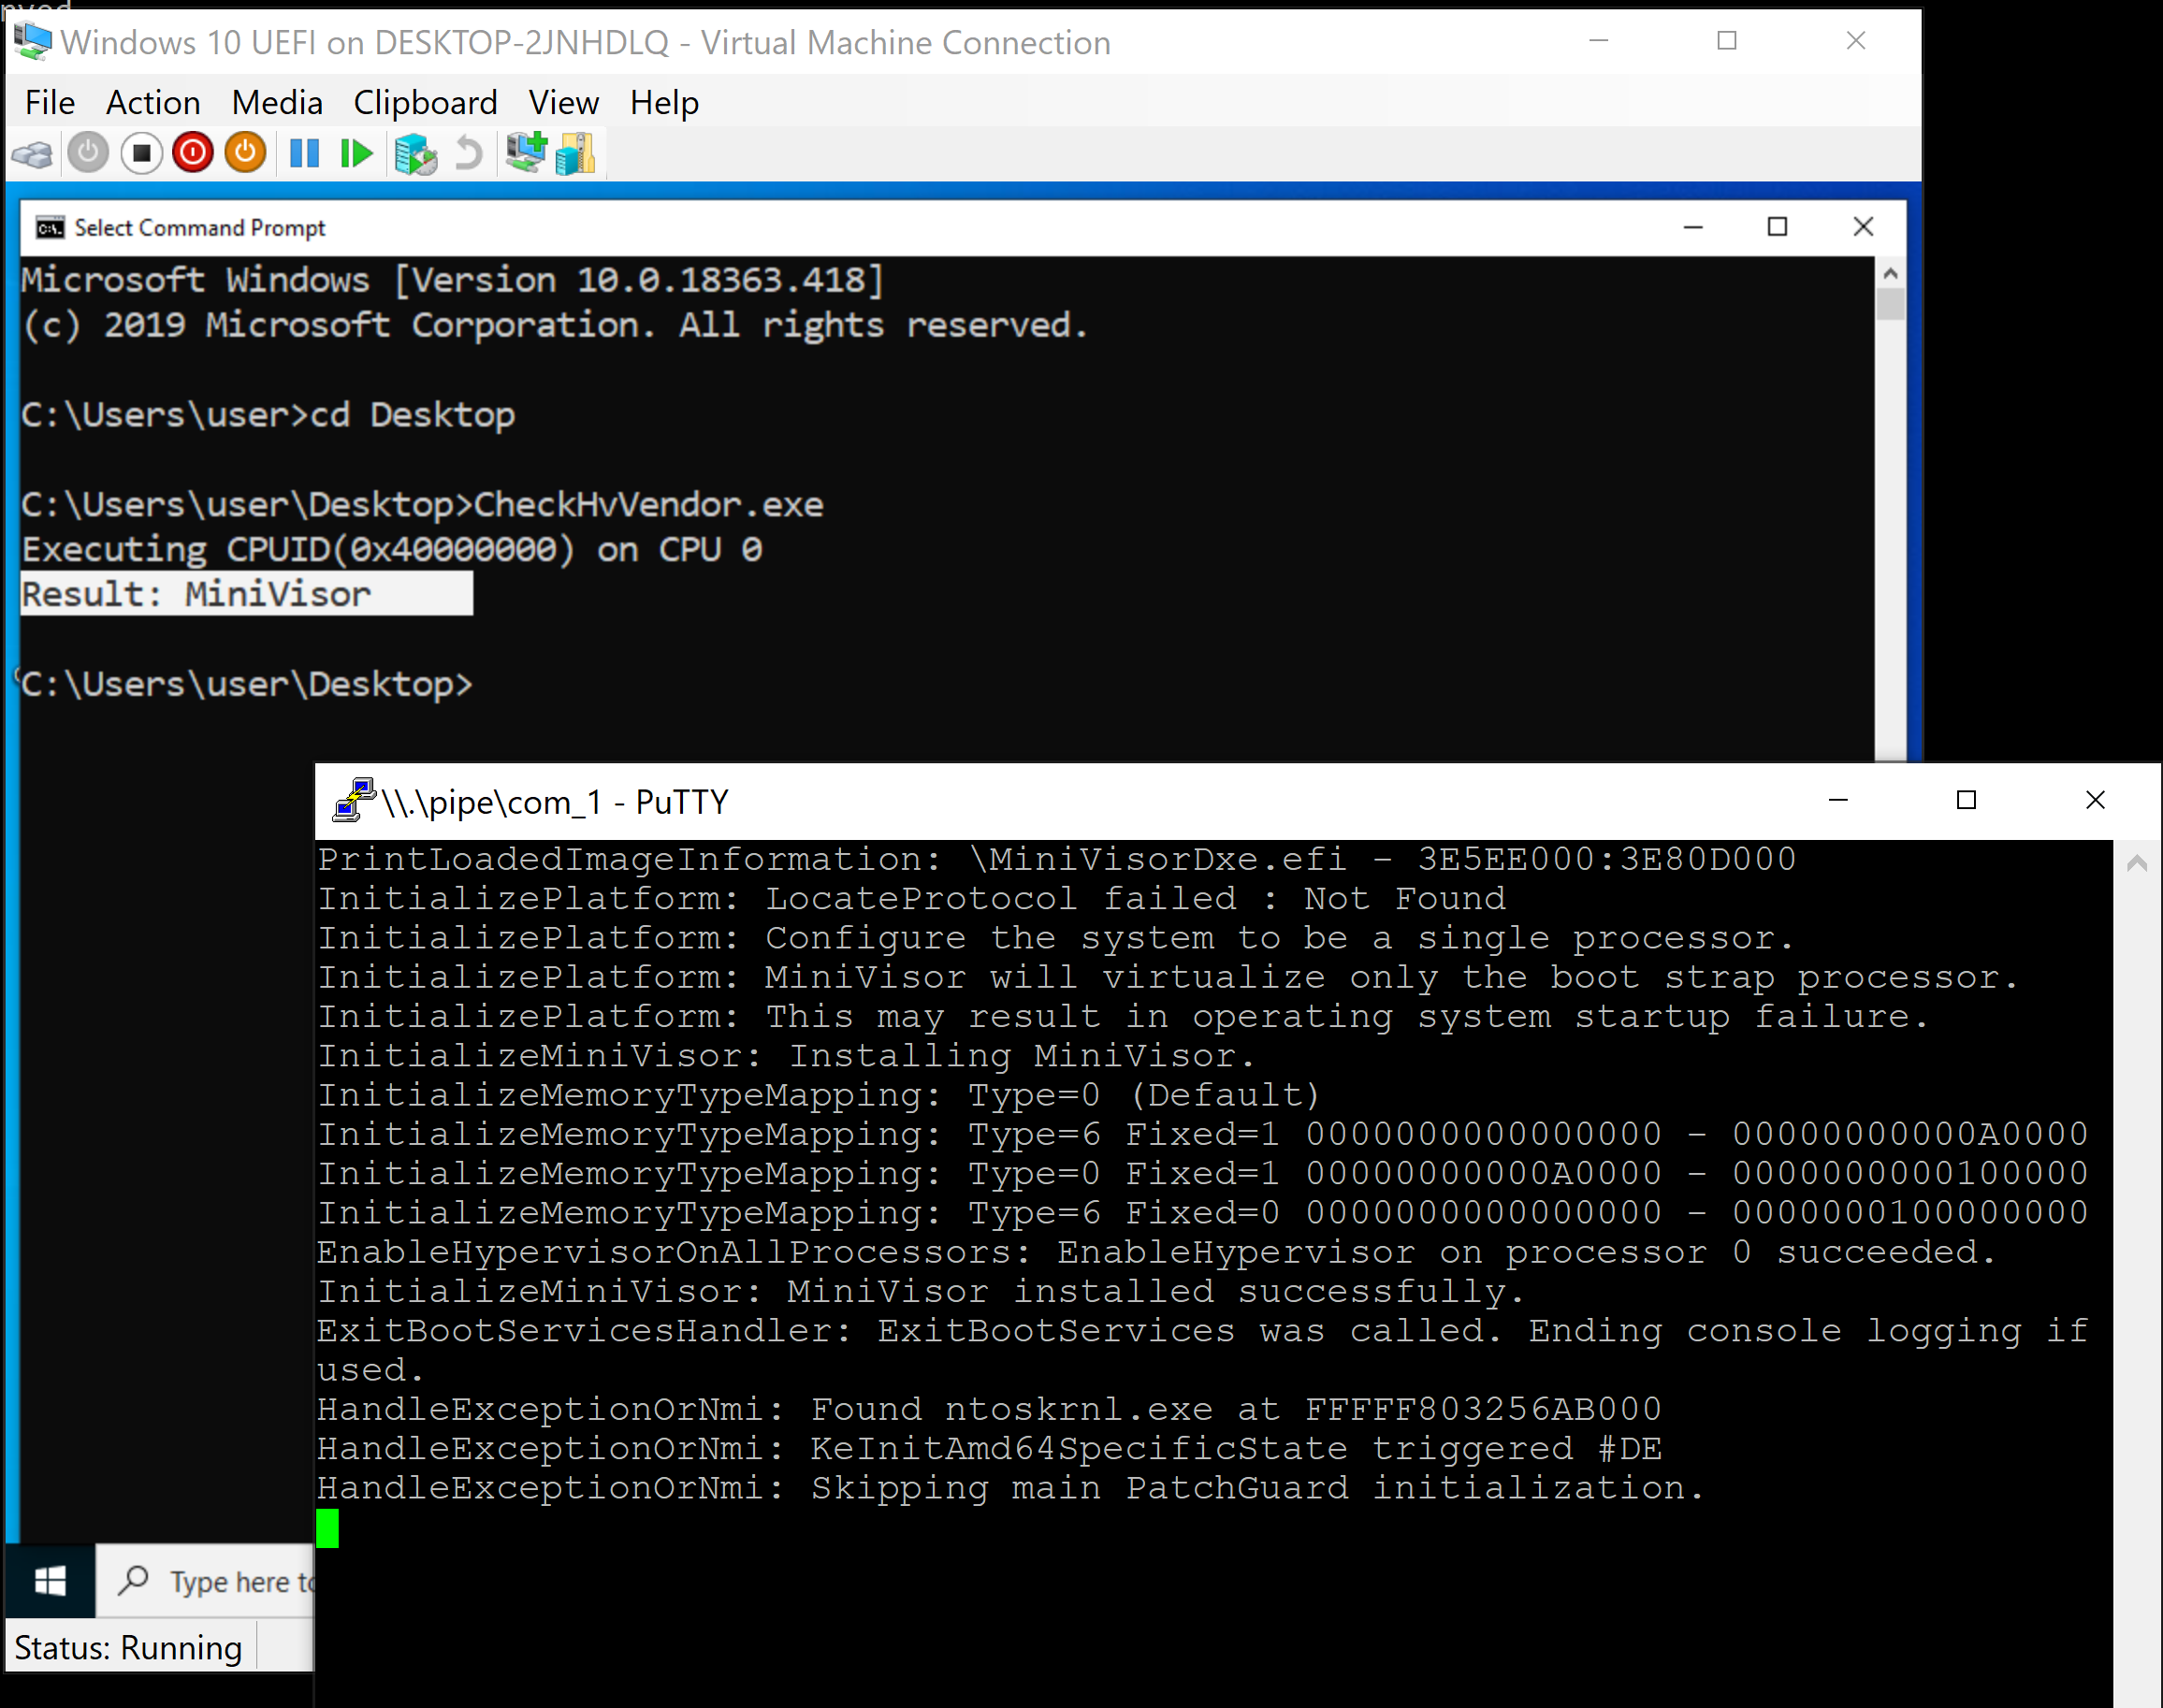 Windows 10 UEFI on DESKTOP-2JNHDLQ - Virtual Machine Connection
File Action Media Clipboard View Help
Select Command Prompt
Microsoft Windows [Version 10.0.18363.418]
(c) 2019 Microsoft Corporation. All rights reserved.
C:\Users\user>cd Desktop
C:\Users\user\Desktop>CheckHvVendor.exe
Executing CPUID(0x40000000) on CPU 0
Result: MiniVisor
C:\Users\user\Desktop>
\\.\pipe\com_1 - PuTTY
PrintLoadedImageInformation: \MiniVisorDxe.efi - 3E5EE000:3E80D000
InitializePlatform: LocateProtocol failed : Not Found
InitializePlatform: Configure the system to be a single processor.
InitializePlatform: MiniVisor will virtualize only the boot strap processor.
InitializePlatform: This may result in operating system startup failure.
InitializeMiniVisor: Installing MiniVisor.
InitializeMemoryTypeMapping: Type=0 (Default)
InitializeMemoryTypeMapping: Type=6 Fixed=1 0000000000000000 - 00000000000A0000
InitializeMemoryTypeMapping: Type=0 Fixed=1 00000000000A0000 - 0000000000100000
InitializeMemoryTypeMapping: Type=6 Fixed=0 0000000000000000 - 0000000100000000
EnableHypervisorOnAllProcessors: EnableHypervisor on processor 0 succeeded.
InitializeMiniVisor: MiniVisor installed successfully.
ExitBootServicesHandler: ExitBootServices was called. Ending console logging if
used.
HandleExceptionOrNmi: Found ntoskrnl.exe at FFFFF803256AB000
HandleExceptionOrNmi: KeInitAmd64SpecificState triggered #DE
HandleExceptionOrNmi: Skipping main PatchGuard initialization.
Type here to
Status: Running